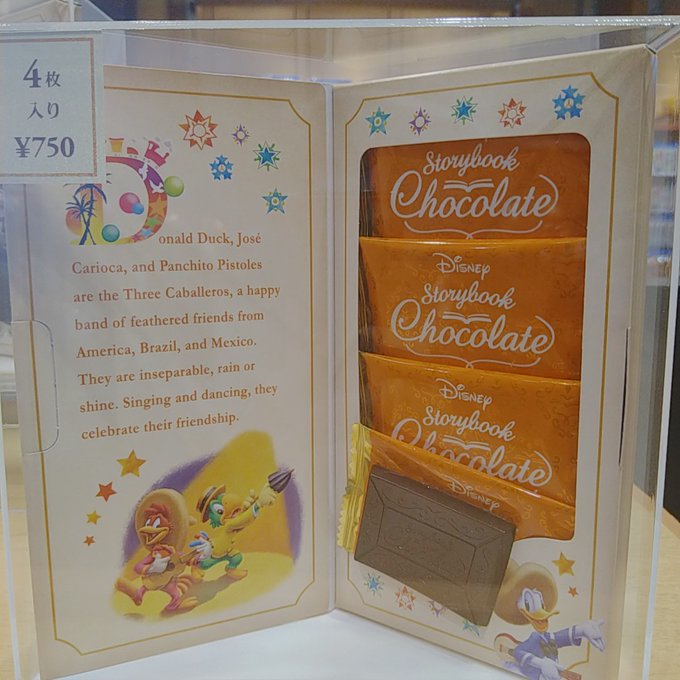 4枚
入り
¥750
Donald Duck, José
Carioca, and Panchito Pistoles
are the Three Caballeros, a happy
band of feathered friends from
America, Brazil, and Mexico.
They are inseparable, rain or
shine. Singing and dancing, they
celebrate their friendship.
Storybook
Chocolate
Disney
Storybook
Chocolate
Disney
Storybook
Chocolate
Disney